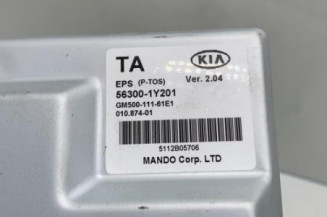 TA
KIA
EPS (P-TOS)
Ver. 2.04
56300-1Y201
GM500-111-61E1
010.874-01
5112B05706
MANDO Corp. LTD